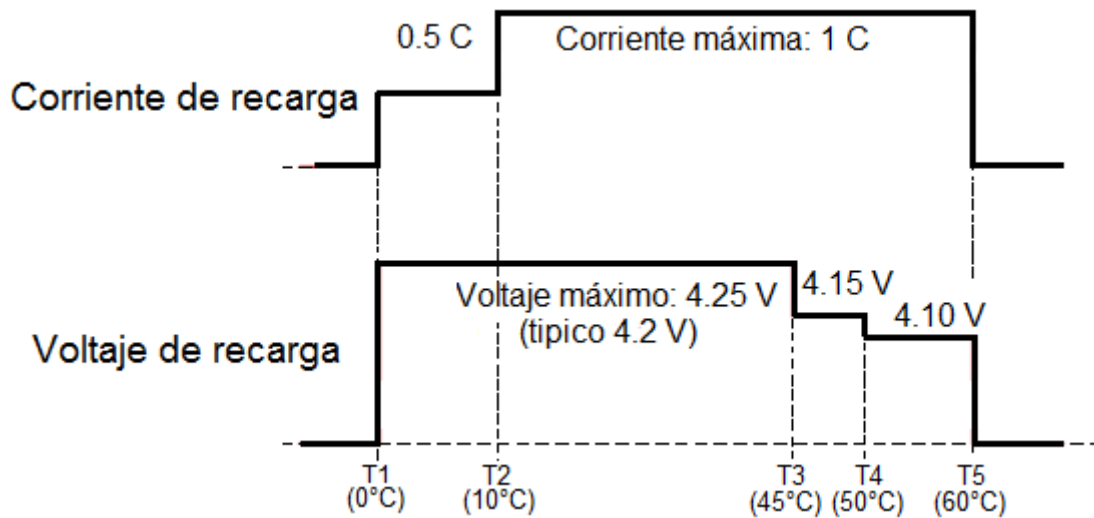 0.5 C
Corriente máxima: 1 C
Corriente de recarga
Voltaje máximo: 4.25 V
(tipico 4.2 V)
4.15 V
4.10 V
Voltaje de recarga
T1
(0°C)
T2
(10°C)
T3
(45°C)
T4
(50°C)
T5
(60°C)